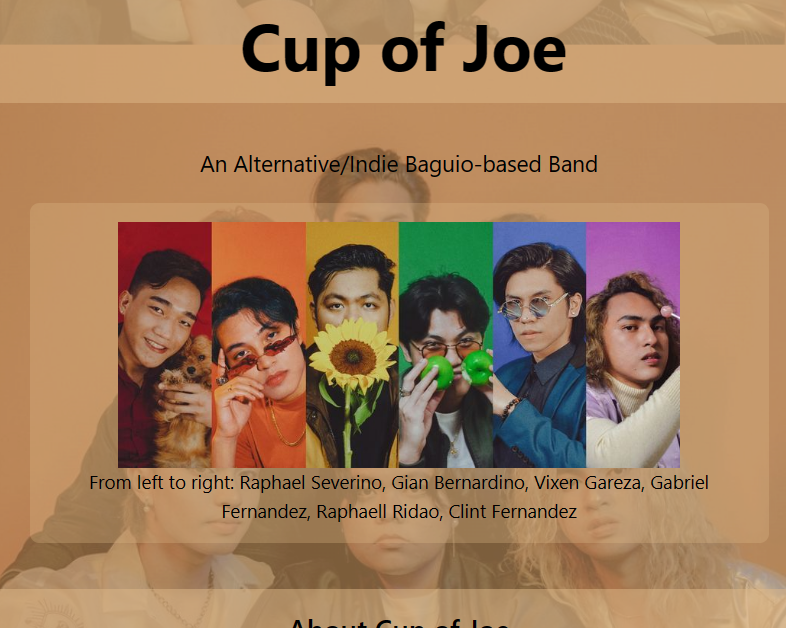 Cup of Joe
An Alternative/Indie Baguio-based Band
From left to right: Raphael Severino, Gian Bernardino, Vixen Gareza, Gabriel
Fernandez, Raphaell Ridao, Clint Fernandez
About Cup of Joe